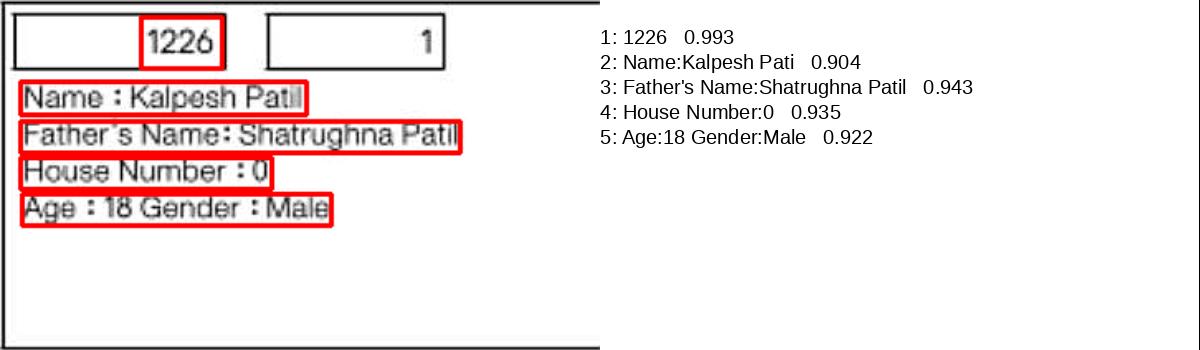 1226 1
Name : Kalpesh Patil
Father's Name: Shatrughna Patil
House Number : 0
Age : 18 Gender : Male
1: 1226 0.993
2: Name:Kalpesh Pati 0.904
3: Father's Name:Shatrughna Patil 0.943
4: House Number:0 0.935
5: Age:18 Gender:Male 0.922